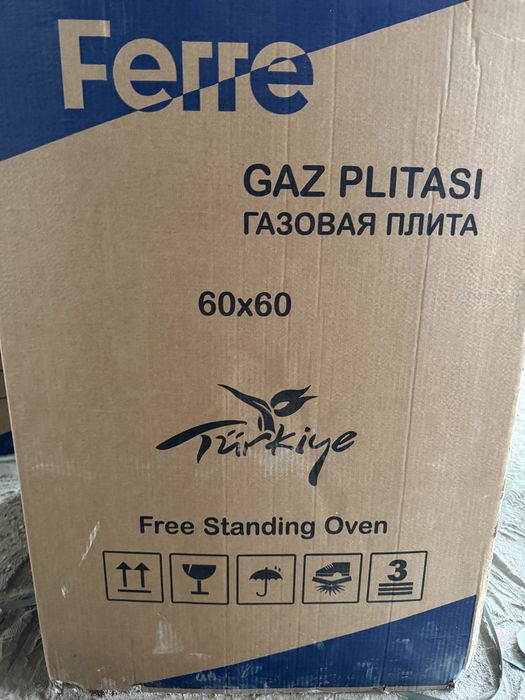 Ferre
GAZ PLITASI
ГАЗОВАЯ ПЛИТА
60x60
Türkiye
Free Standing Oven
3